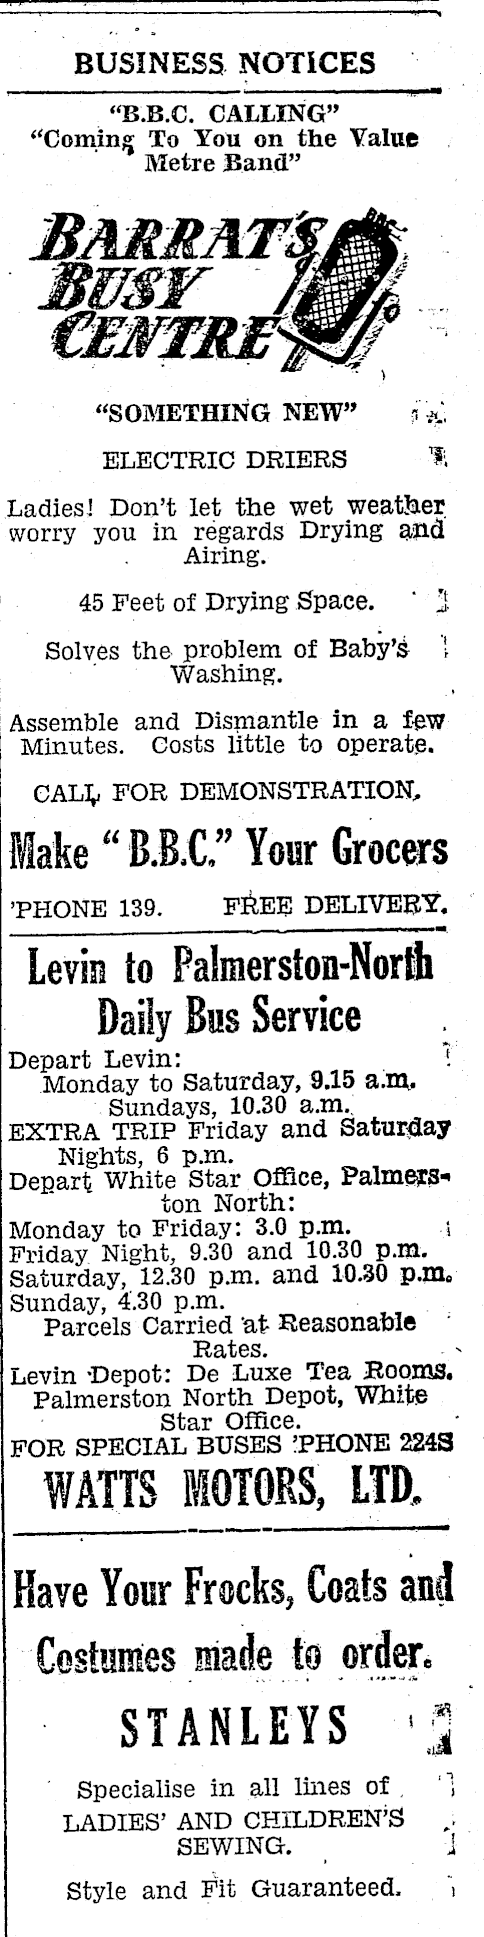 BUSINESS NOTICES
“B.B.C. CALLING”
“Coming To You on the Value
Metre Band”
BARRAT'S
BUSY
CENTRE
“SOMETHING NEW”
ELECTRIC DRIERS
Ladies! Don't let the wet weather
worry you in regards Drying and
Airing.
45 Feet of Drying Space.
Solves the problem of Baby's
Washing.
Assemble and Dismantle in a few
Minutes. Costs little to operate.
CALL FOR DEMONSTRATION.
Make “B.B.C.” Your Grocers
'PHONE 139. FREE DELIVERY.
Levin to Palmerston-North
Daily Bus Service
Depart Levin:
Monday to Saturday, 9.15 a.m.
Sundays, 10.30 a.m.
EXTRA TRIP Friday and Saturday
Nights, 6 p.m.
Depart White Star Office, Palmers-
ton North:
Monday to Friday: 3.0 p.m.
Friday Night, 9.30 and 10.30 p.m.
Saturday, 12.30 p.m. and 10.30 p.m.
Sunday, 4.30 p.m.
Parcels Carried at Reasonable
Rates.
Levin Depot: De Luxe Tea Rooms.
Palmerston North Depot, White
Star Office.
FOR SPECIAL BUSES 'PHONE
WATTS MOTORS, LTD.
Have Your Frocks, Coats and
Costumes made to order.
STANLEYS
Specialise in all lines of
LADIES' AND CHILDREN'S
SEWING.
Style and Fit Guaranteed.